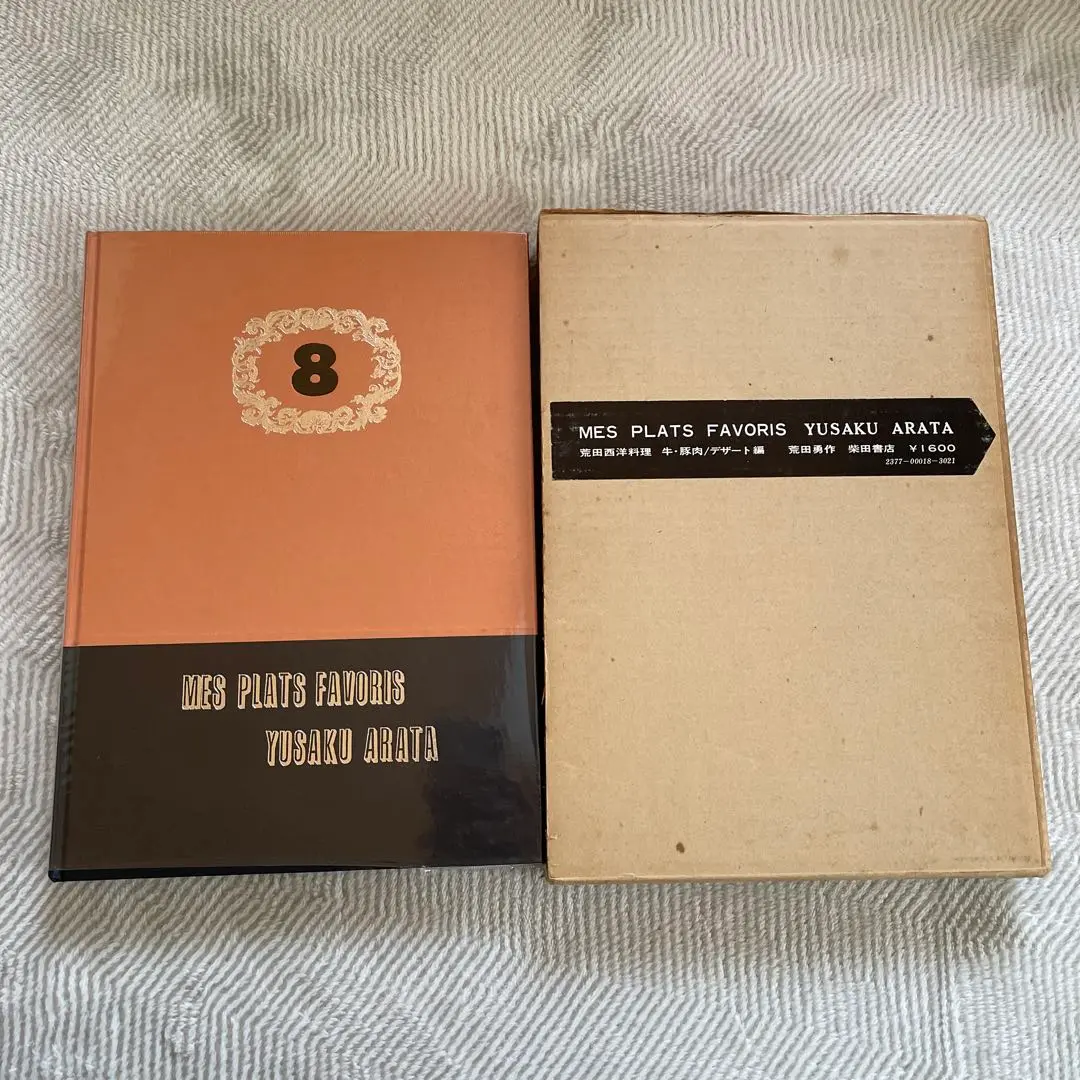 8
MES PLATS FAVORIS
YUSAKU ARATA
MES PLATS FAVORIS YUSAKU ARATA
荒田西洋料理 牛・豚肉/デザート編 荒田勇作 柴田書店 ¥1600
2377-00018-3021